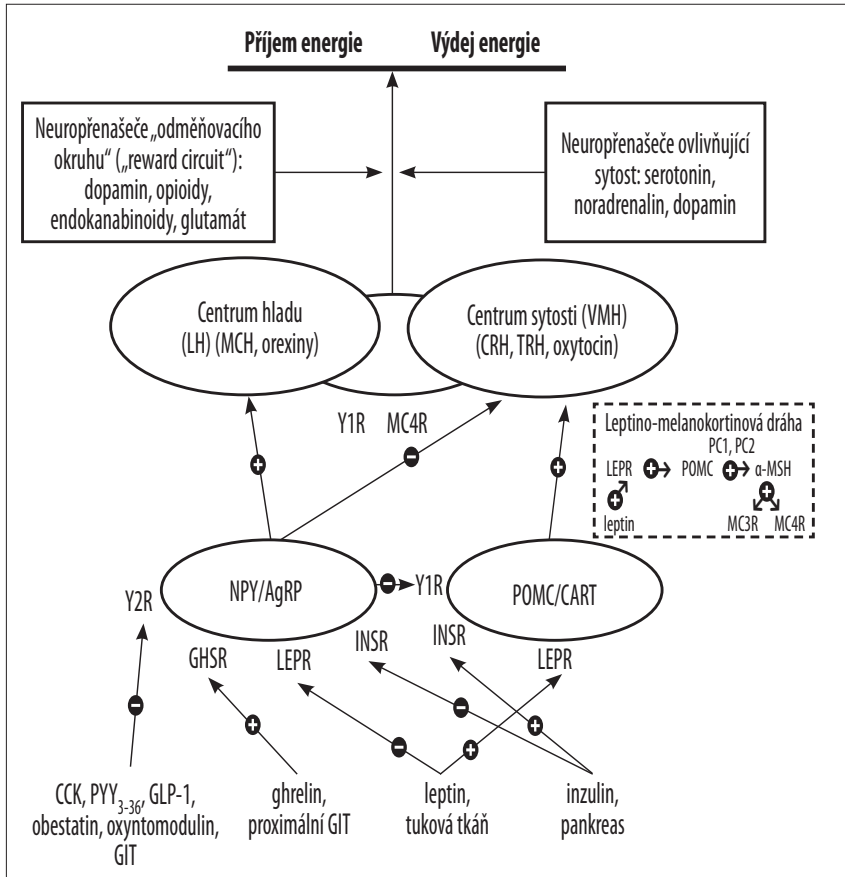 Příjem energie Výdej energie
Neuropřenašeče „odměňovacího
okruhu“ („reward circuit“):
dopamin, opioidy,
endokanabinoidy, glutamát
Neuropřenašeče ovlivňující
sytost: serotonin,
noradrenalin, dopamin
Centrum hladu
(LH) (MCH, orexiny)
Centrum sytosti (VMH)
(CRH, TRH, oxytocin)
Y1R MC4R
+
−
+
Leptino-melanokortinová dráha
PC1, PC2
LEPR + POMC + α-MSH
+ +
leptin MC3R MC4R
NPY/AgRP
−
Y1R
POMC/CART
Y2R
GHSR
LEPR
INSR
INSR
LEPR
−
+
−
−
+
+
CCK, PYY3-36, GLP-1,
obestatin, oxyntomodulin,
GIT
ghrelin,
proximální GIT
leptin,
tuková tkáň
inzulin,
pankreas